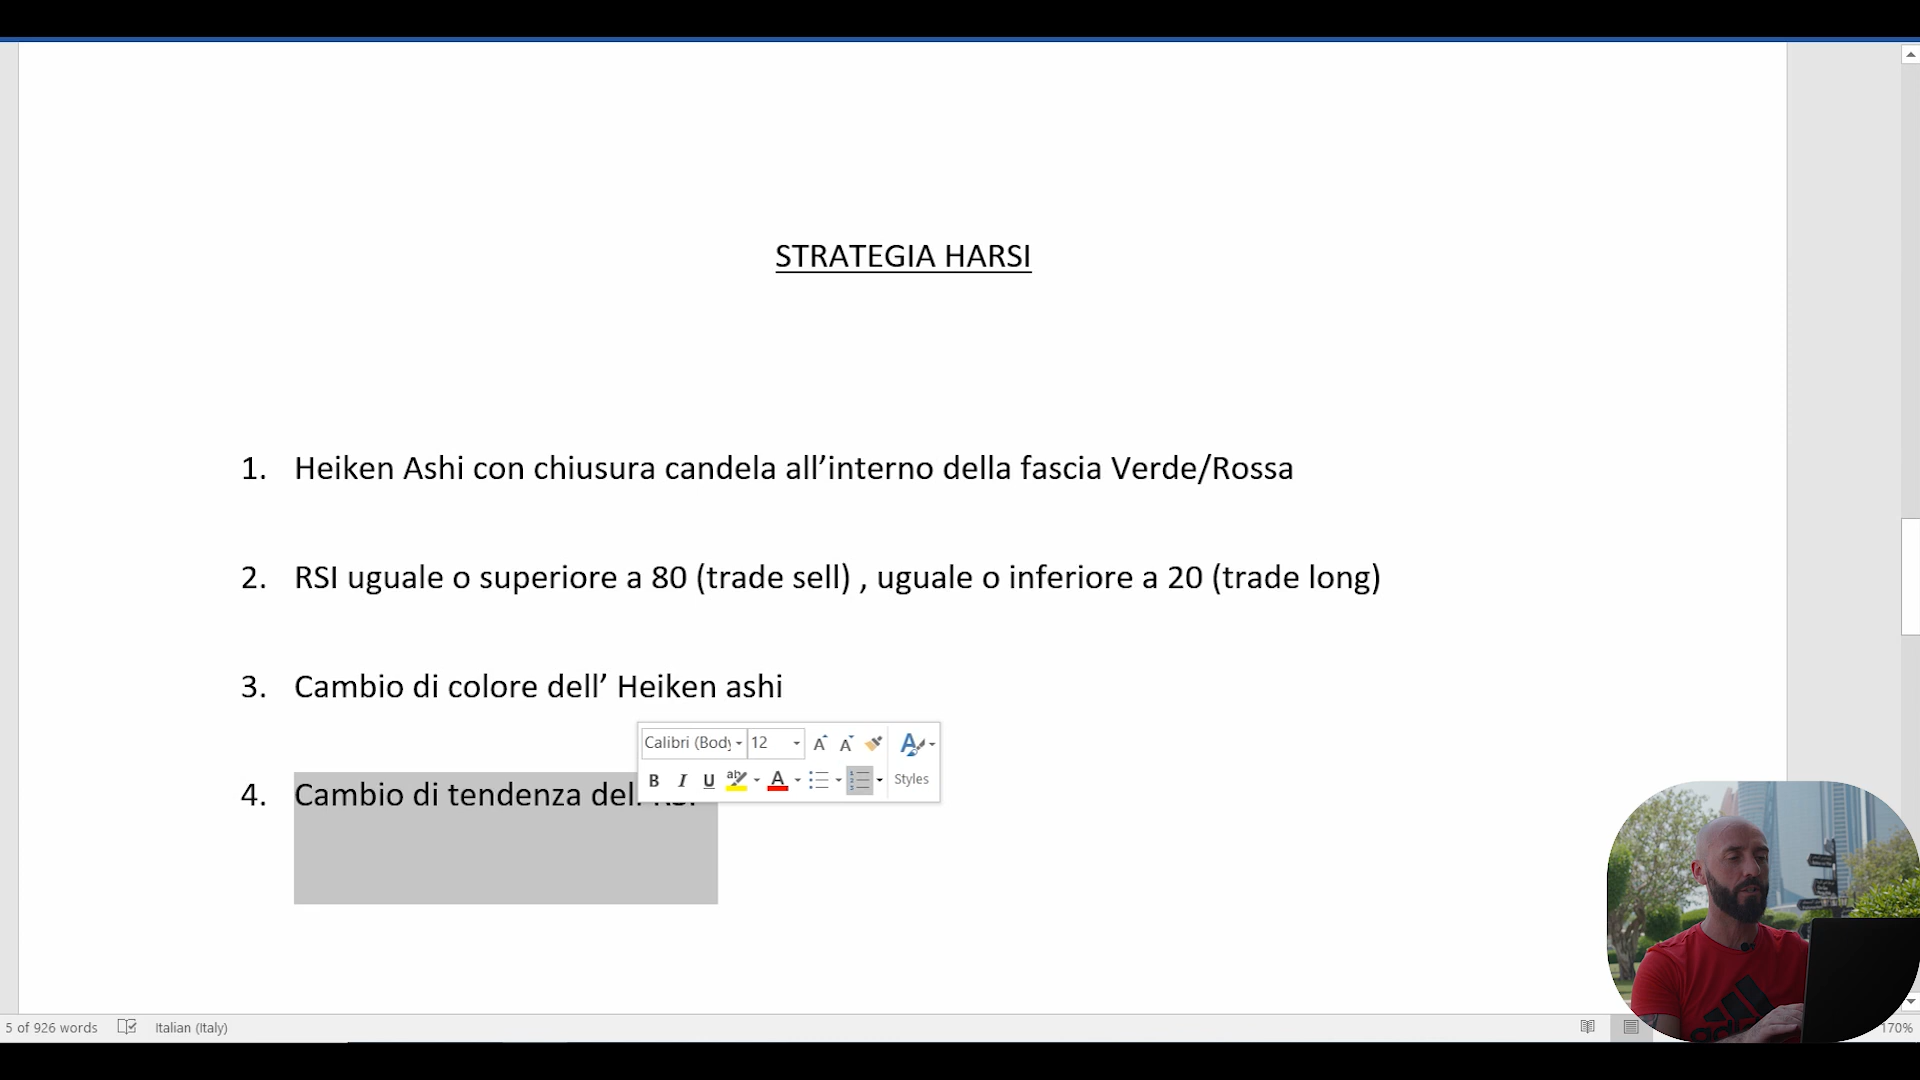 STRATEGIA HARSI
1. Heiken Ashi con chiusura candela all’interno della fascia Verde/Rossa
2. RSI uguale o superiore a 80 (trade sell) , uguale o inferiore a 20 (trade long)
3. Cambio di colore dell’ Heiken ashi
Calibri (Body 12
B I U Styles
4. Cambio di tendenza dell RSI
5 of 926 words Italian (Italy) 170%